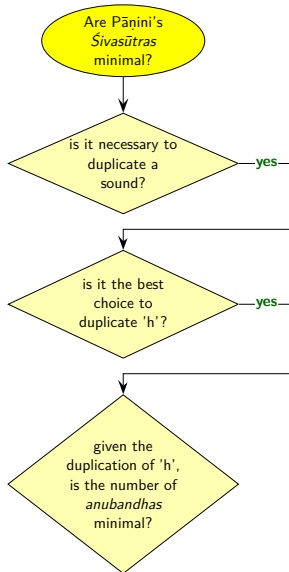 Are Pāṇini's
Śivasūtras
minimal?
is it necessary to
duplicate a
sound?
yes
is it the best
choice to
duplicate 'h'?
yes
given the
duplication of 'h',
is the number of
anubandhas
minimal?